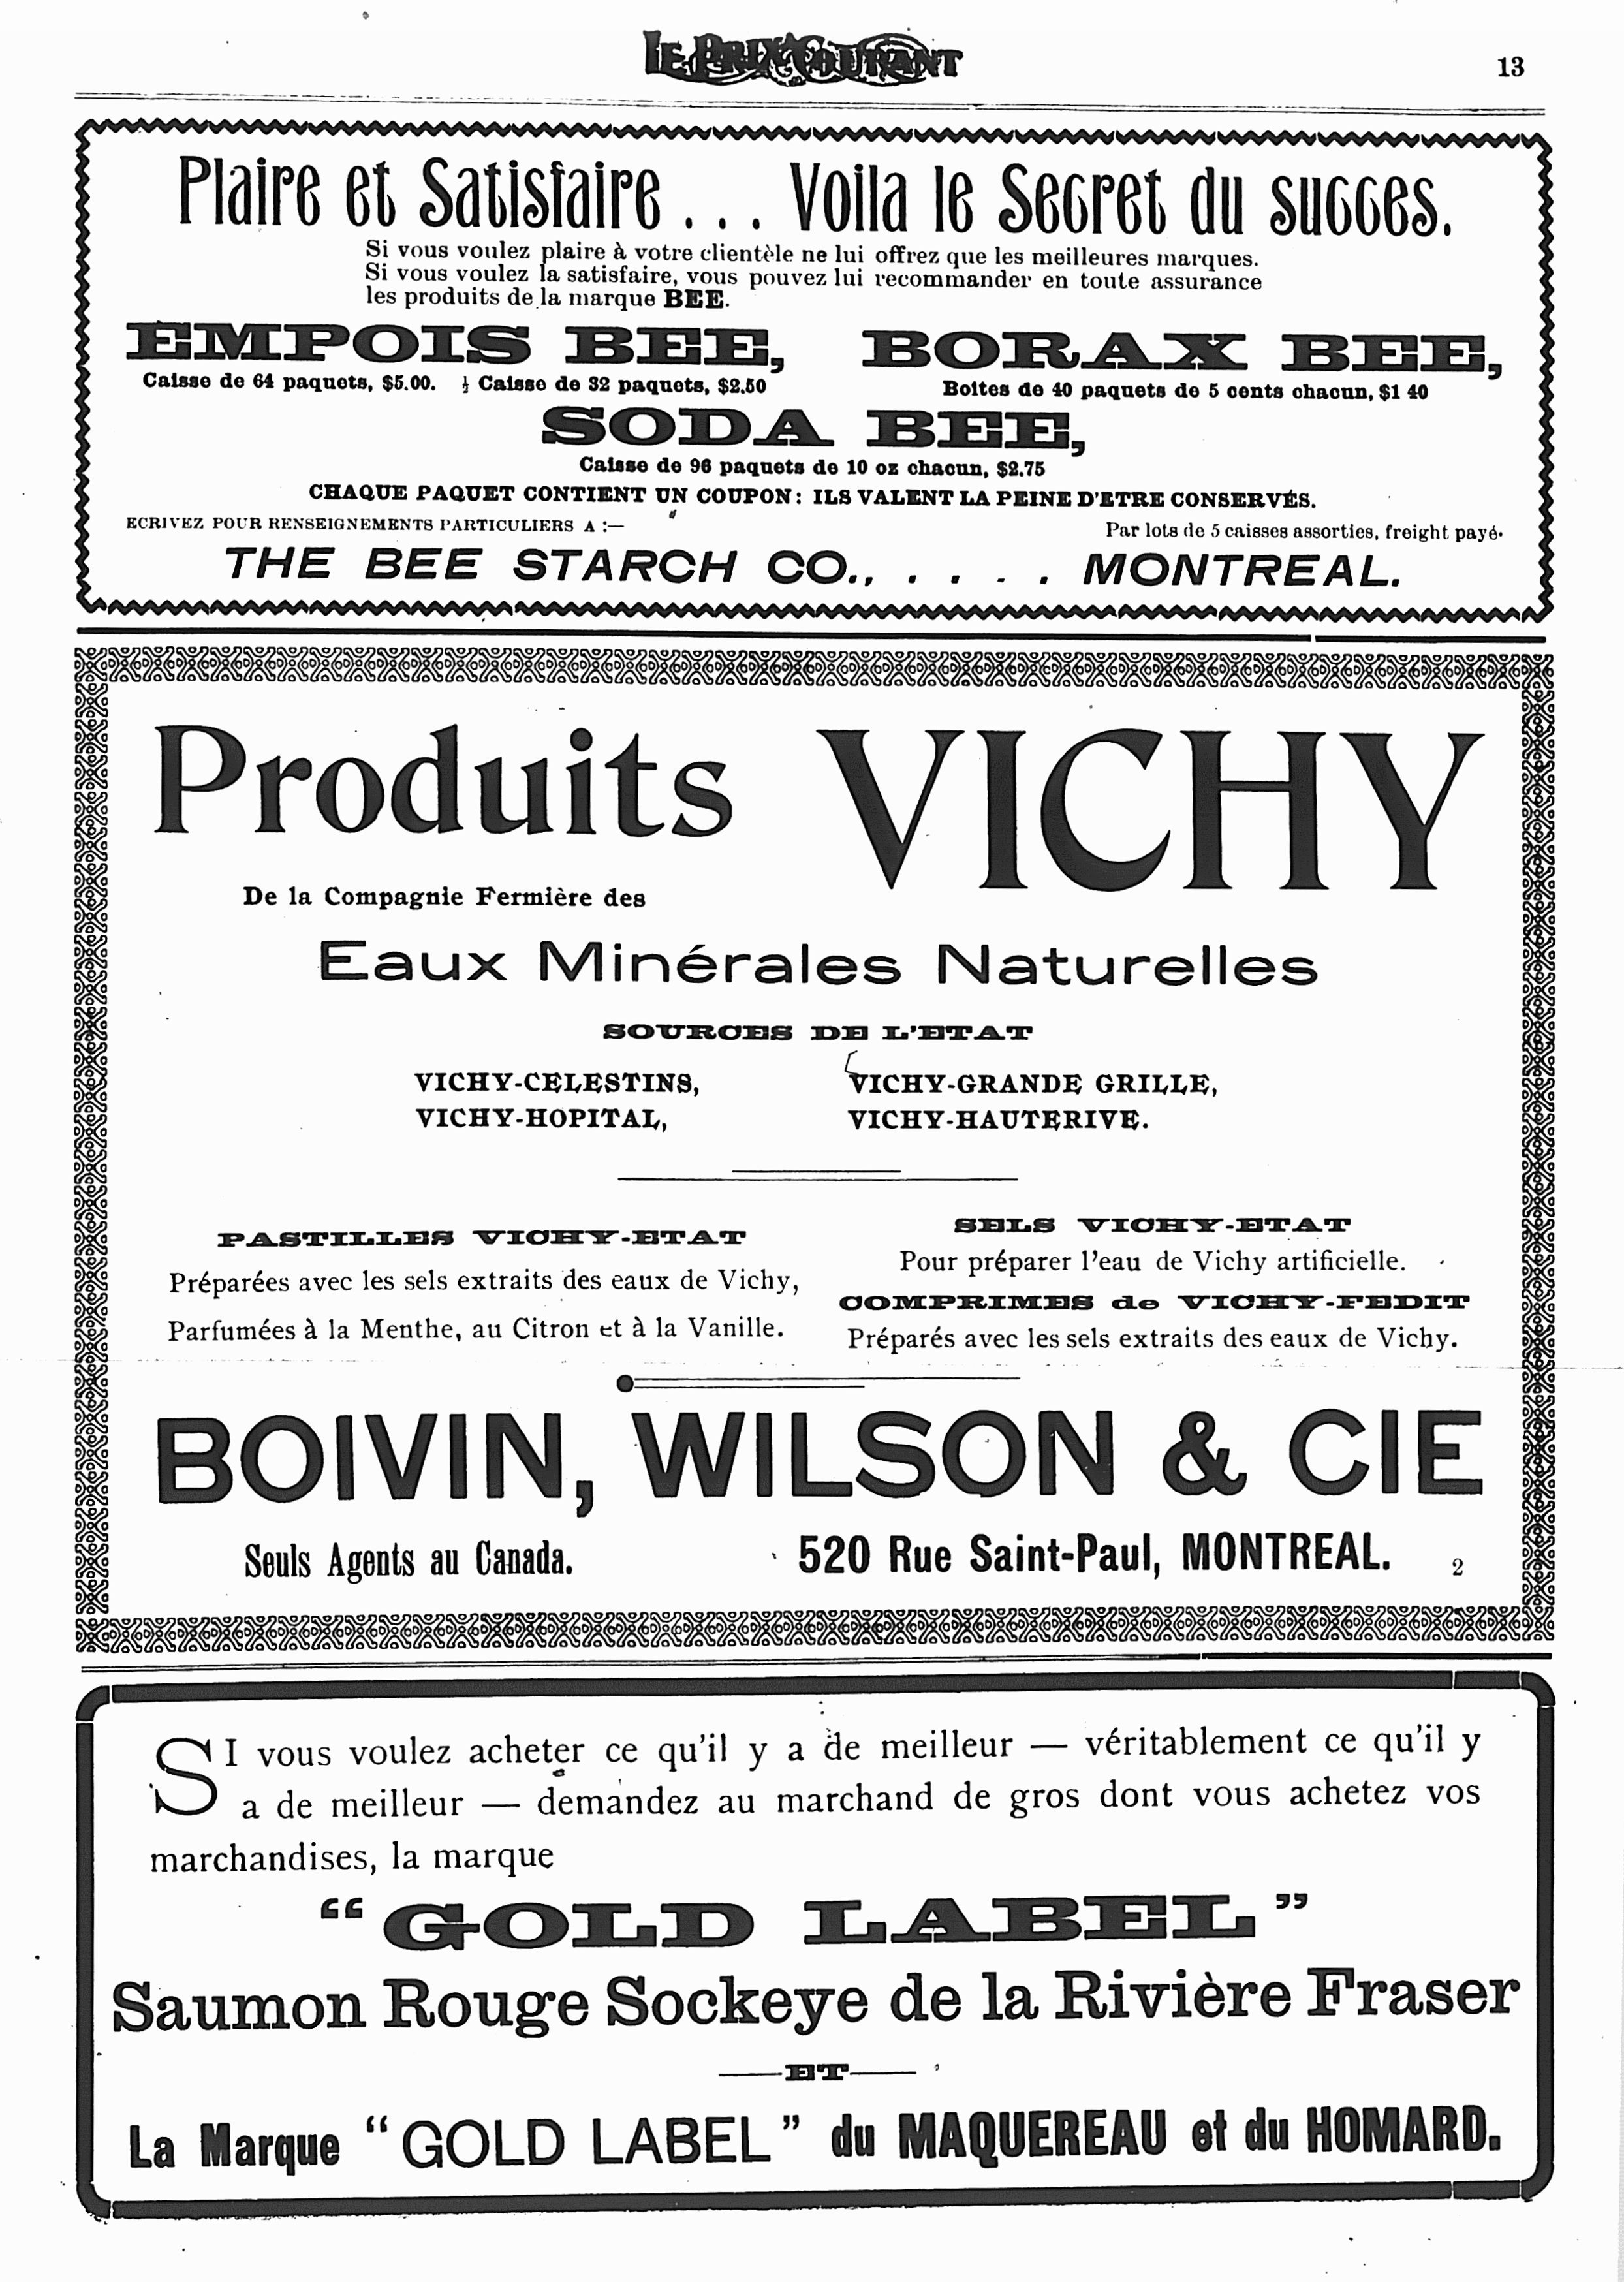 LE PRIX COURANT
13
Plaire et Satisfaire . . . Voila le Secret du succes.
Si vous voulez plaire à votre clientèle ne lui offrez que les meilleures marques.
Si vous voulez la satisfaire, vous pouvez lui recommander en toute assurance
les produits de la marque BEE.
EMPOIS BEE, BORAX BEE,
Caisse de 64 paquets, $5.00. ½ Caisse de 32 paquets, $2.50
Boites de 40 paquets de 5 cents chacun, $1 40
SODA BEE,
Caisse de 96 paquets de 10 oz chacun, $2.75
CHAQUE PAQUET CONTIENT UN COUPON: ILS VALENT LA PEINE D'ETRE CONSERVÉS.
ECRIVEZ POUR RENSEIGNEMENTS PARTICULIERS A :—
Par lots de 5 caisses assorties, freight payé.
THE BEE STARCH CO., . . . . MONTREAL.
Produits VICHY
De la Compagnie Fermière des
Eaux Minérales Naturelles
SOURCES DE L'ETAT
VICHY-CELESTINS, VICHY-GRANDE GRILLE,
VICHY-HOPITAL, VICHY-HAUTERIVE.
PASTILLES VICHY-ETAT
Préparées avec les sels extraits des eaux de Vichy,
Parfumées à la Menthe, au Citron et à la Vanille.
SELS VICHY-ETAT
Pour préparer l'eau de Vichy artificielle.
COMPRIMES de VICHY-FEDIT
Préparés avec les sels extraits des eaux de Vichy.
BOIVIN, WILSON & CIE
Seuls Agents au Canada. 520 Rue Saint-Paul, MONTREAL. 2
SI vous voulez acheter ce qu'il y a de meilleur — véritablement ce qu'il y
a de meilleur — demandez au marchand de gros dont vous achetez vos
marchandises, la marque
“GOLD LABEL”
Saumon Rouge Sockeye de la Rivière Fraser
—ET—
La Marque “GOLD LABEL” du MAQUEREAU et du HOMARD.